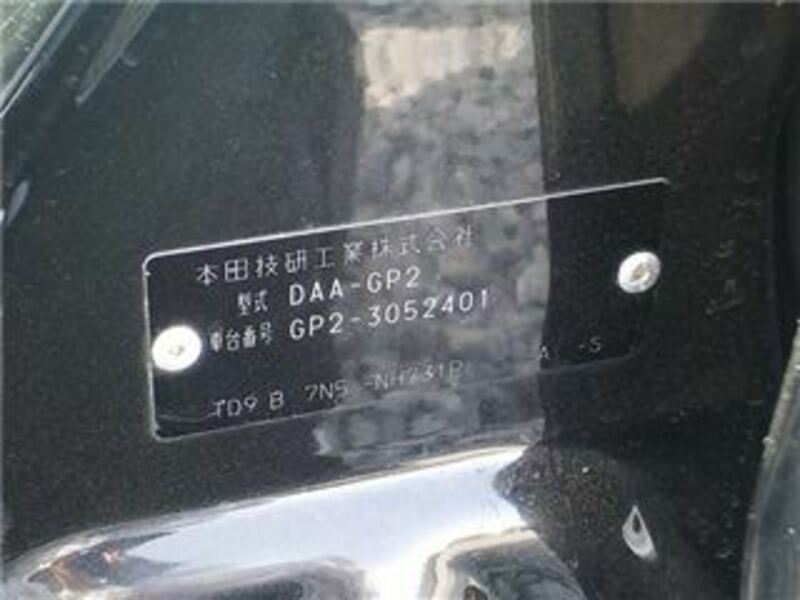 本田技研工業株式会社
型式 DAA-GP2
車台番号 GP2-3052401
TD9 B 7N5 -NH731P A -S